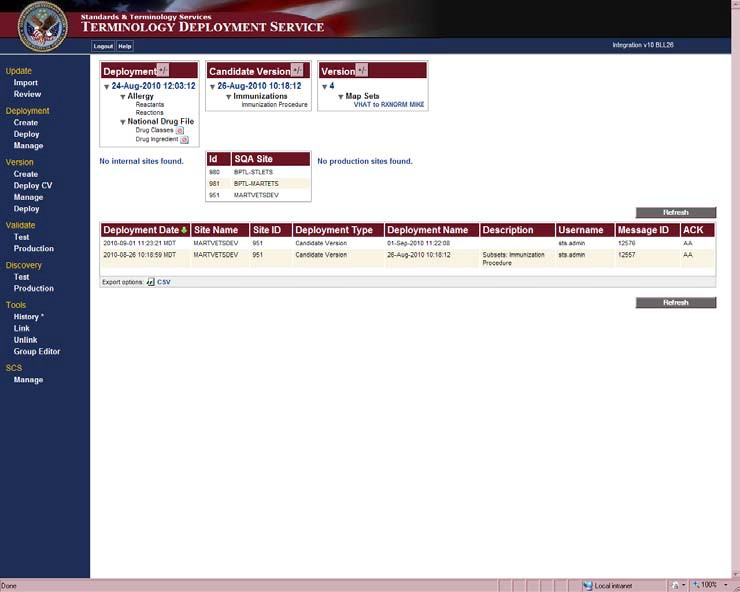 Standards & Terminology Services
TERMINOLOGY DEPLOYMENT SERVICE
Logout Help
Integration v10 BLL26
Update
Import
Review
Deployment
Create
Deploy
Manage
Version
Create
Deploy CV
Manage
Deploy
Validate
Test
Production
Discovery
Test
Production
Tools
History *
Link
Unlink
Group Editor
SCS
Manage
Deployment +/-
24-Aug-2010 12:03:12
Allergy
Reactants
Reactions
National Drug File
Drug Classes
Drug Ingredient
Candidate Version +/-
26-Aug-2010 10:18:12
Immunizations
Immunization Procedure
Version +/-
4
Map Sets
VHAT to RXNORM MIKE
No internal sites found.
Id SQA Site
980 BPTL-STLETS
981 BPTL-MARTETS
951 MARTVETSDEV
No production sites found.
Refresh
Deployment Date Site Name Site ID Deployment Type Deployment Name Description Username Message ID ACK
2010-09-01 11:23:21 MDT MARTVETSDEV 951 Candidate Version 01-Sep-2010 11:22:08 sts.admin 12576 AA
2010-08-26 10:18:59 MDT MARTVETSDEV 951 Candidate Version 26-Aug-2010 10:18:12 Subsets: Immunization sts.admin 12557 AA
Procedure
Export options: CSV
Refresh
Done
Local intranet
100%